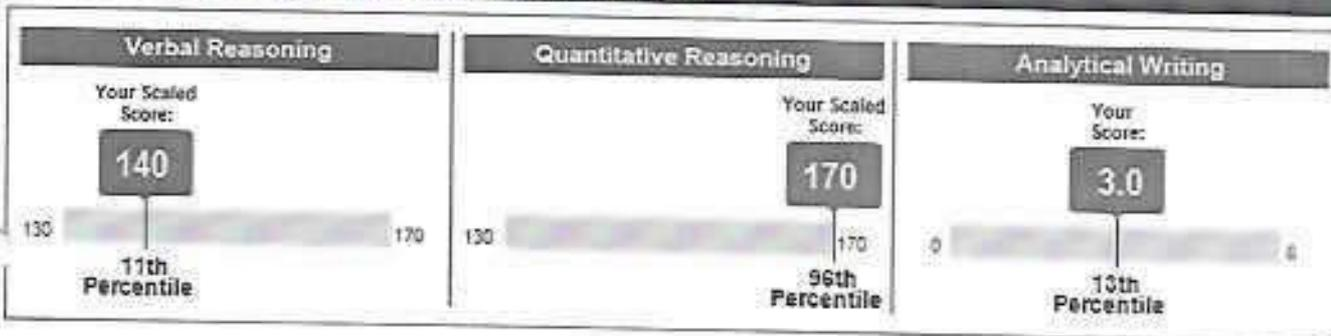 Verbal Reasoning
Your Scaled
Score:
140
130
170
11th
Percentile
Quantitative Reasoning
Your Scaled
Score:
170
130
170
96th
Percentile
Analytical Writing
Your
Score:
3.0
0
6
13th
Percentile